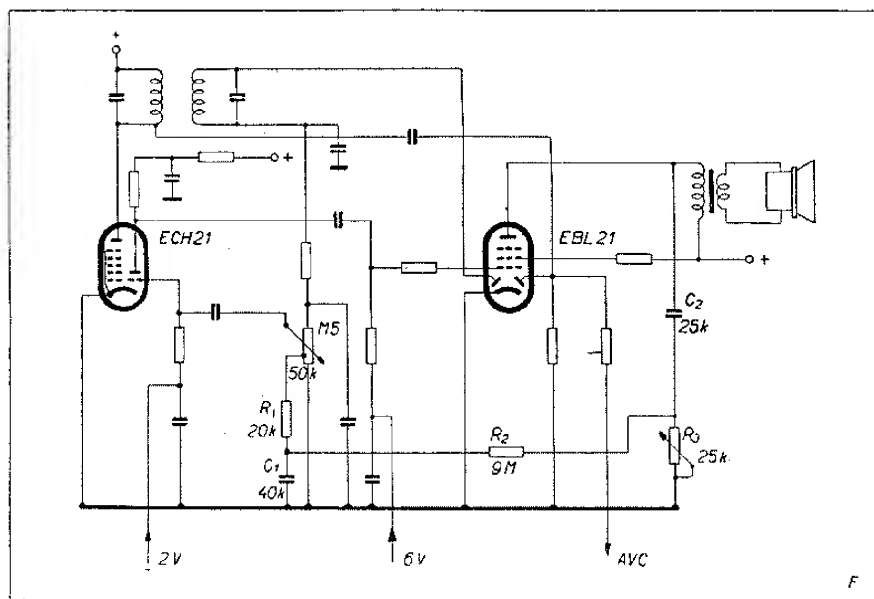 +
+
ECH21
EBL21
+
M5
50k
C2
25k
R1
20k
R2
9M
R3
25k
C1
40k
2V
6V
AVC
F